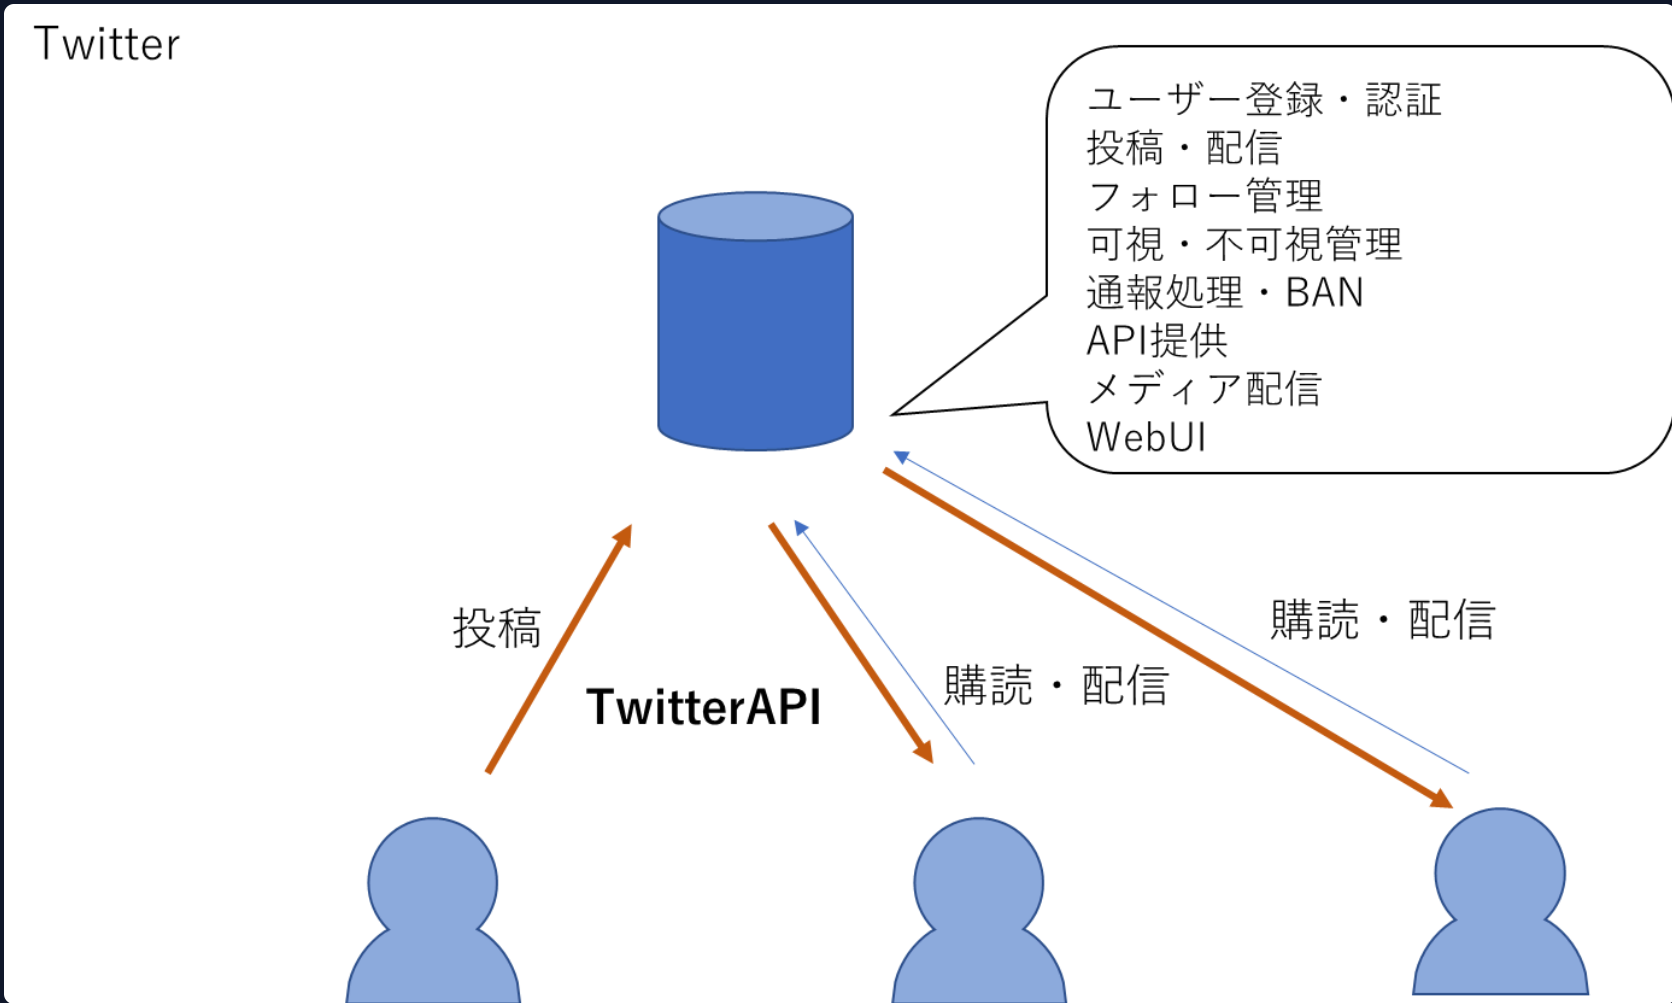 Twitter
ユーザー登録・認証
投稿・配信
フォロー管理
可視・不可視管理
通報処理・BAN
API提供
メディア配信
WebUI
投稿
購読・配信
購読・配信
TwitterAPI